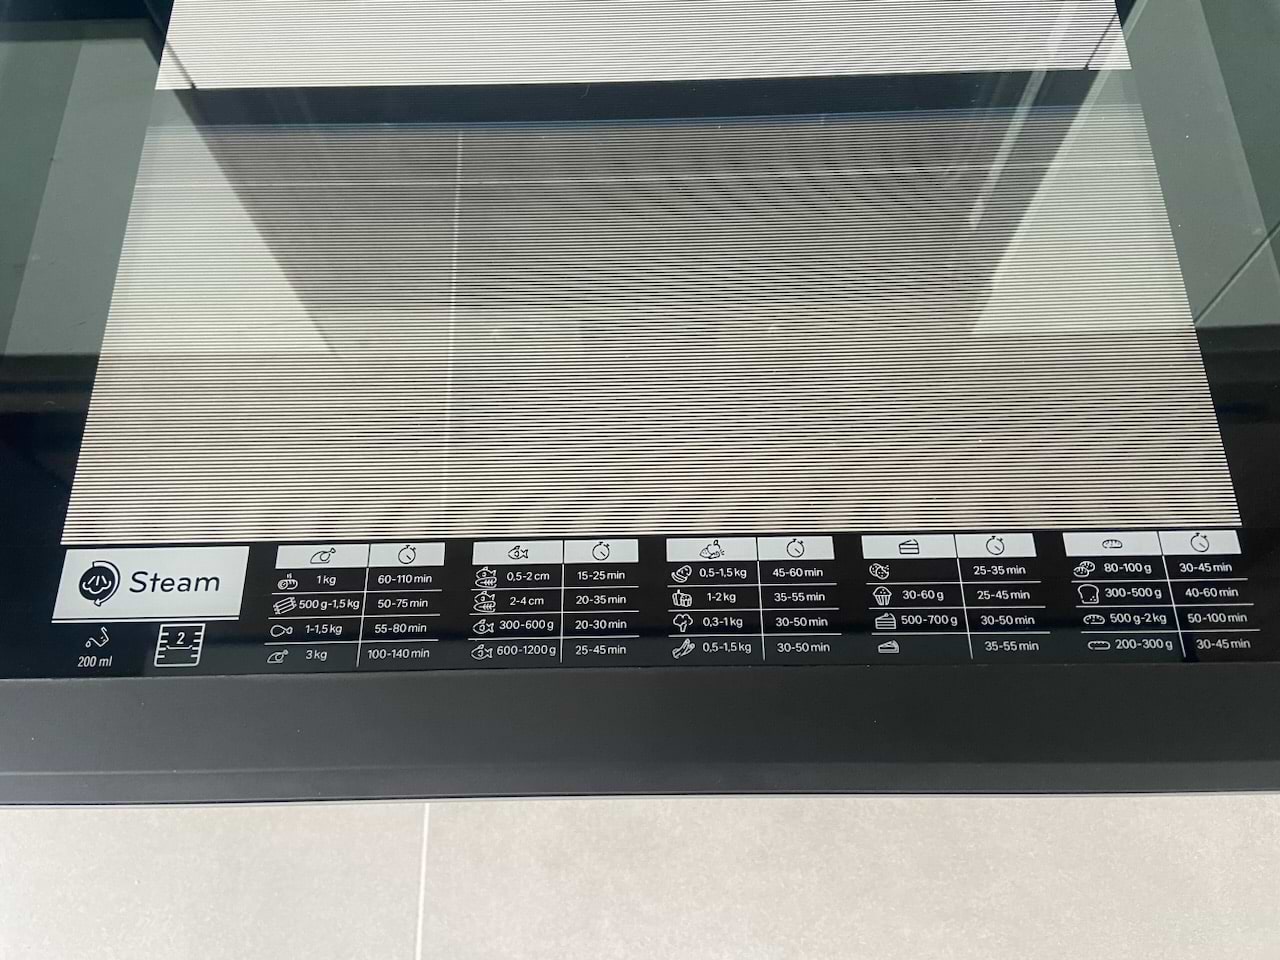 Steam
200 ml
2
1 kg 60-110 min
500 g-1,5 kg 50-75 min
1-1,5 kg 55-80 min
3 kg 100-140 min
0,5-2 cm 15-25 min
2-4 cm 20-35 min
300-600 g 20-30 min
600-1200 g 25-45 min
0,5-1,5 kg 45-60 min
1-2 kg 35-55 min
0,3-1 kg 30-50 min
0,5-1,5 kg 30-50 min
25-35 min
30-60 g 25-45 min
500-700 g 30-50 min
35-55 min
80-100 g 30-45 min
300-500 g 40-60 min
500 g-2 kg 50-100 min
200-300 g 30-45 min